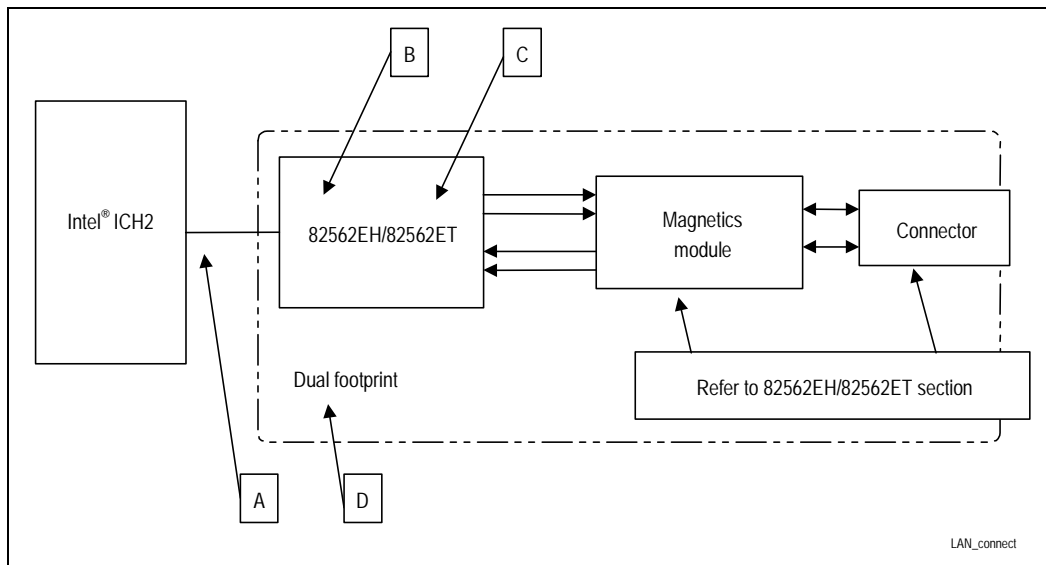 B
C
Intel® ICH2
82562EH/82562ET
Magnetics
module
Connector
Dual footprint
Refer to 82562EH/82562ET section
A
D
LAN_connect